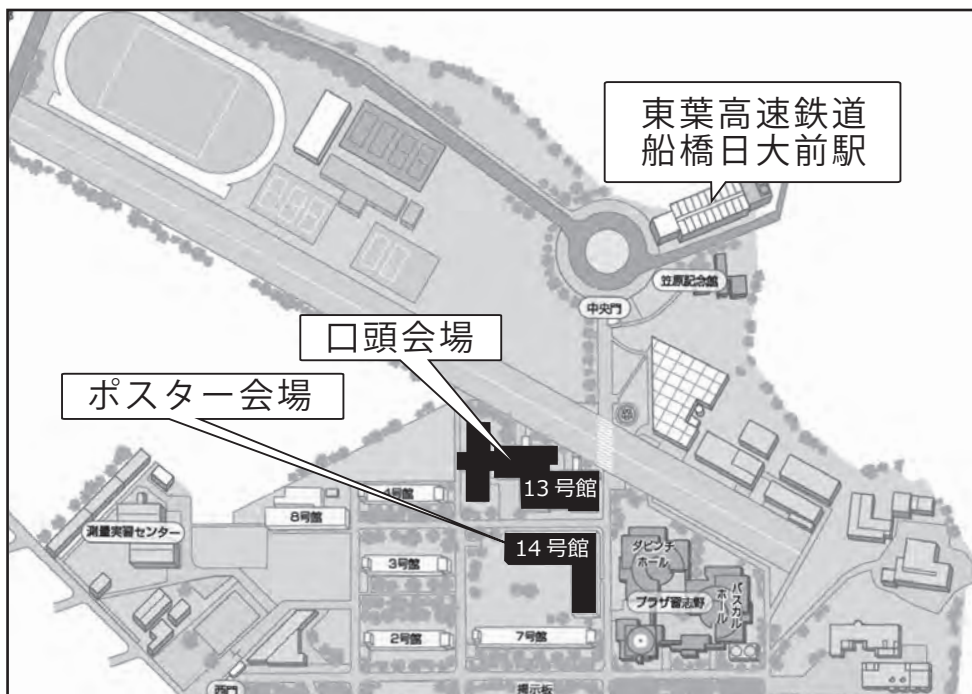 東葉高速鉄道
船橋日大前駅
笠原記念館
中央門
口頭会場
ポスター会場
13号館
4号館
8号館
測量実習センター
14号館
3号館
ダビンチ
ホール
パスカル
ホール
プラザ習志野
2号館
7号館
西門
掲示板